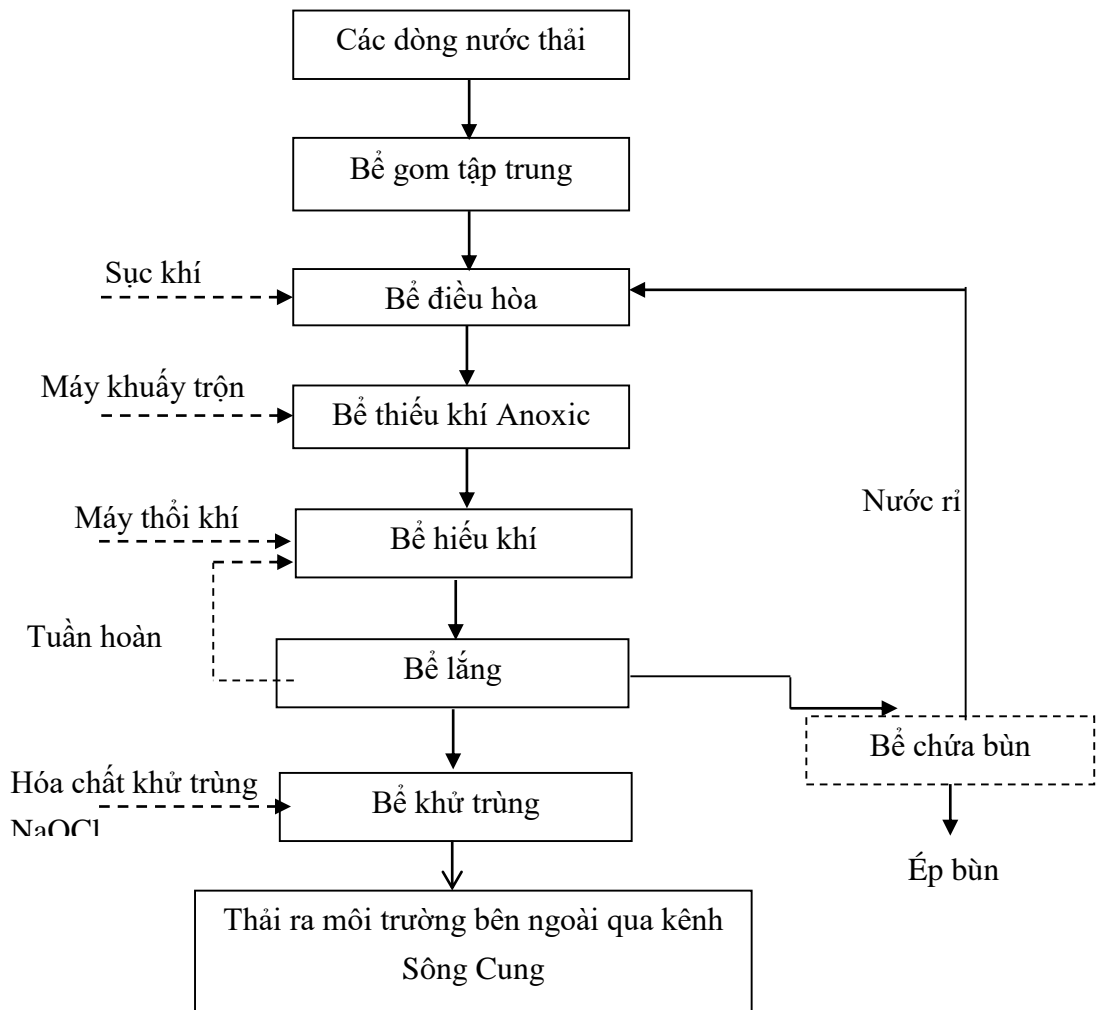 Các dòng nước thải
Bể gom tập trung
Sục khí
Bể điều hòa
Máy khuấy trộn
Bể thiếu khí Anoxic
Nước rỉ
Máy thổi khí
Bể hiếu khí
Tuần hoàn
Bể lắng
Bể chứa bùn
Hóa chất khử trùng
NaOCl
Bể khử trùng
Ép bùn
Thải ra môi trường bên ngoài qua kênh
Sông Cung